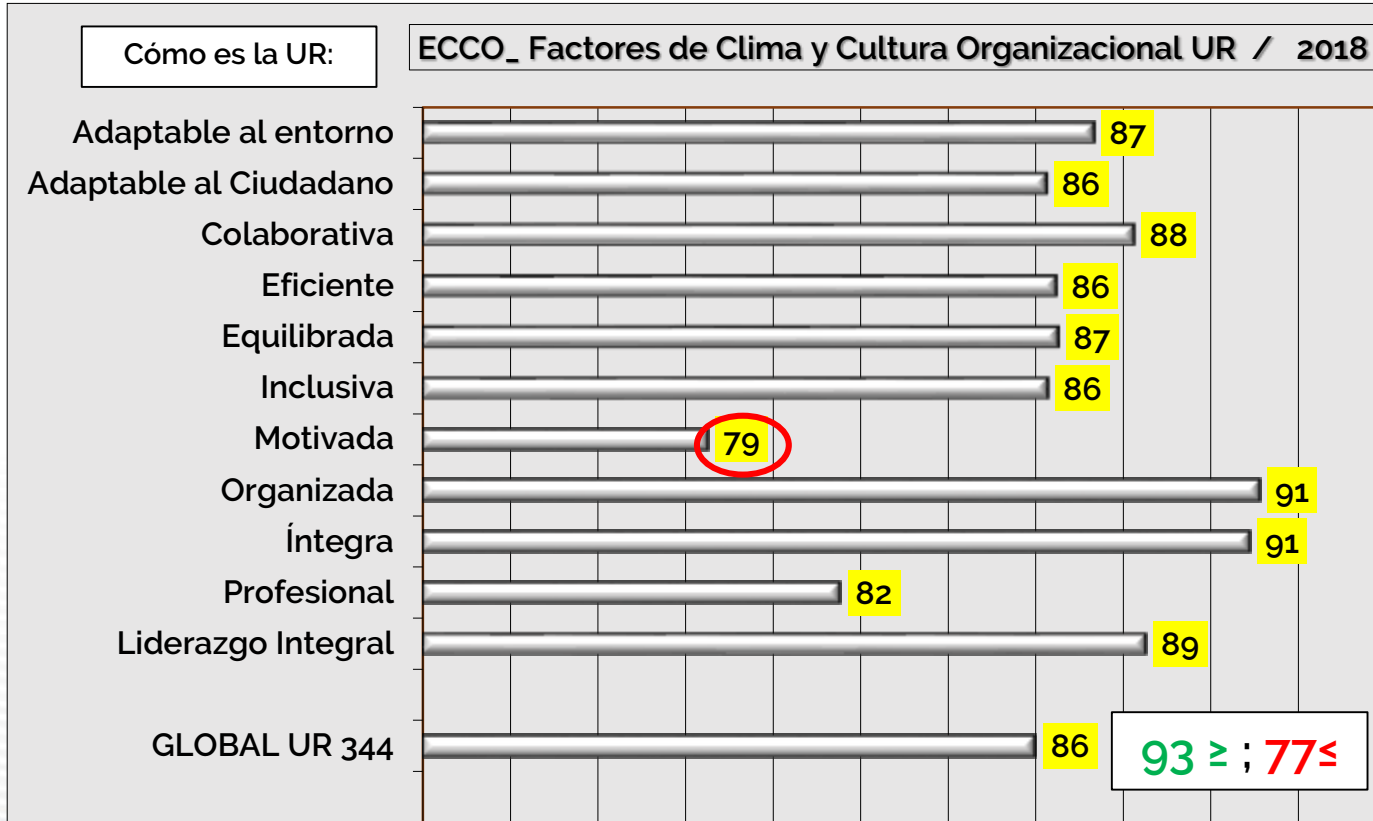 Cómo es la UR:
ECCO_ Factores de Clima y Cultura Organizacional UR / 2018
Adaptable al entorno 87
Adaptable al Ciudadano 86
Colaborativa 88
Eficiente 86
Equilibrada 87
Inclusiva 86
Motivada 79
Organizada 91
Íntegra 91
Profesional 82
Liderazgo Integral 89
GLOBAL UR 344 86
93 ≥ ; 77≤